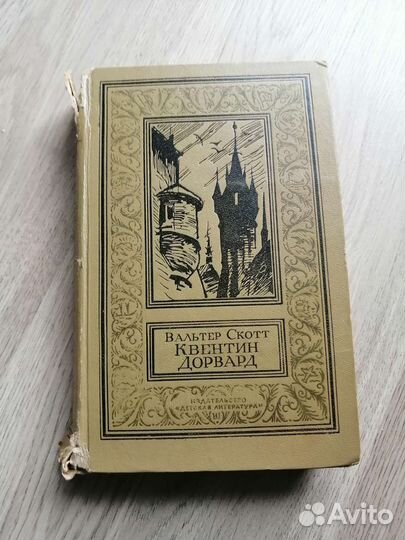 Вальтер Скотт
Квентин
Дорвард
Издательство
«Детская литература»
Avito